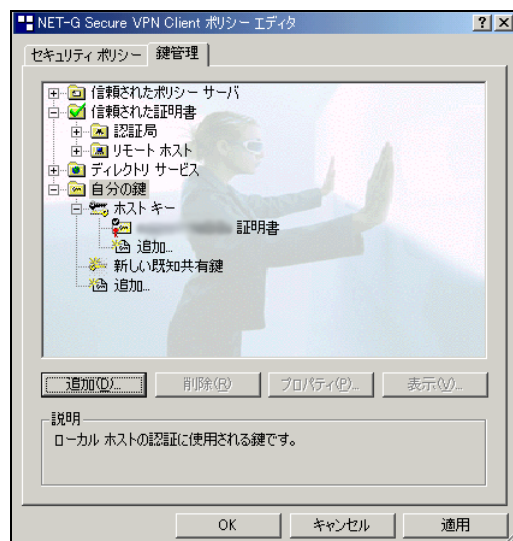 NET-G Secure VPN Client ポリシー エディタ
セキュリティ ポリシー 鍵管理
信頼されたポリシー サーバ
信頼された証明書
認証局
リモート ホスト
ディレクトリ サービス
自分の鍵
ホスト キー
証明書
追加...
新しい既知共有鍵
追加...
追加(D)... 削除(R) プロパティ(P)... 表示(V)...
説明
ローカル ホストの認証に使用される鍵です。
OK キャンセル 適用